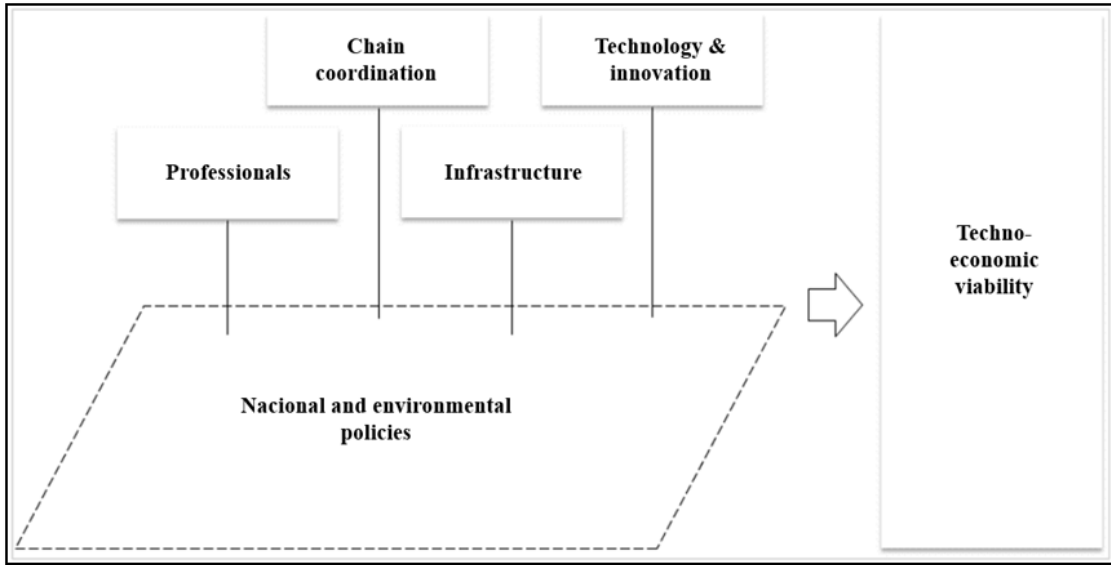 Chain
coordination
Technology &
innovation
Professionals
Infrastructure
Techno-
economic
viability
Nacional and environmental
policies